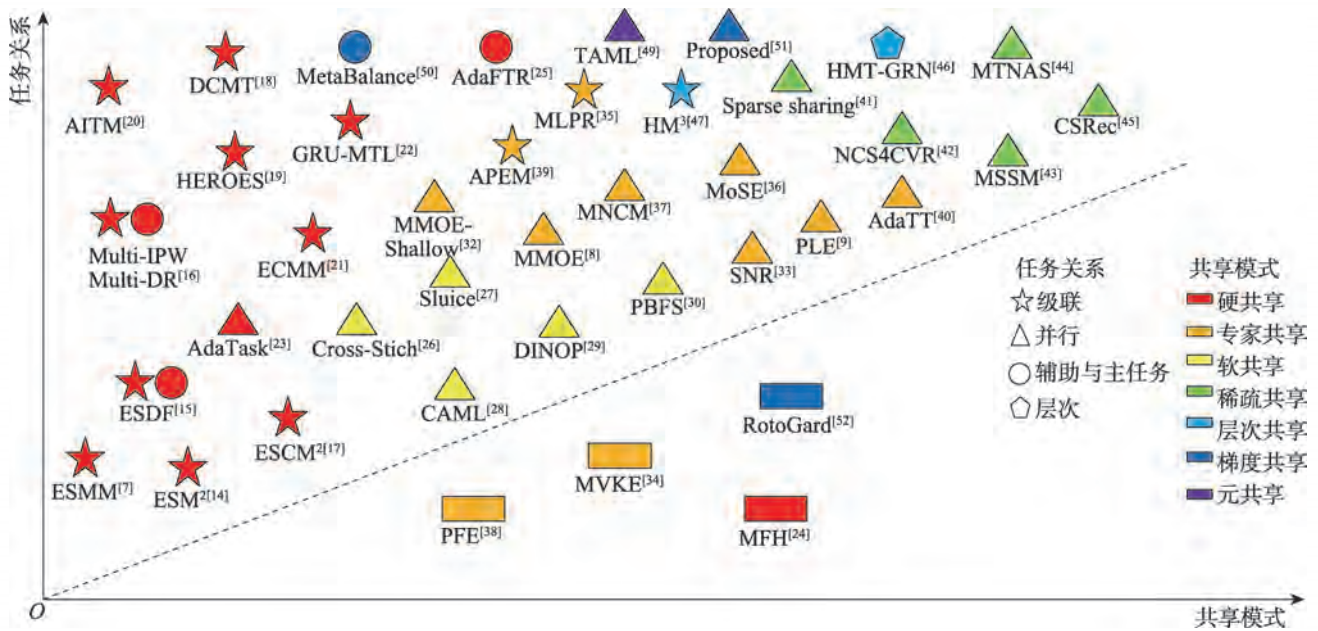 任务关系
TAML[49]
Proposed[51]
HMT-GRN[46]
MTNAS[44]
DCMT[18]
MetaBalance[50]
AdaFTR[25]
AITM[20]
MLPR[35]
HM3[47]
Sparse sharing[41]
CSRec[45]
GRU-MTL[22]
HEROES[19]
APEM[39]
NCS4CVR[42]
MSSM[43]
MoSE[36]
MMOE-
Shallow[32]
MNCM[37]
AdaTT[40]
Multi-IPW
Multi-DR[16]
ECMM[21]
MMOE[8]
PLE[9]
SNR[33]
Sluice[27]
PBFS[30]
AdaTask[23]
Cross-Stich[26]
DINOP[29]
ESDF[15]
CAML[28]
RotoGard[52]
ESCM2[17]
ESMM[7]
ESM2[14]
MVKE[34]
PFE[38]
MFH[24]
任务关系
级联
并行
辅助与主任务
层次
共享模式
硬共享
专家共享
软共享
稀疏共享
层次共享
梯度共享
元共享
O
共享模式